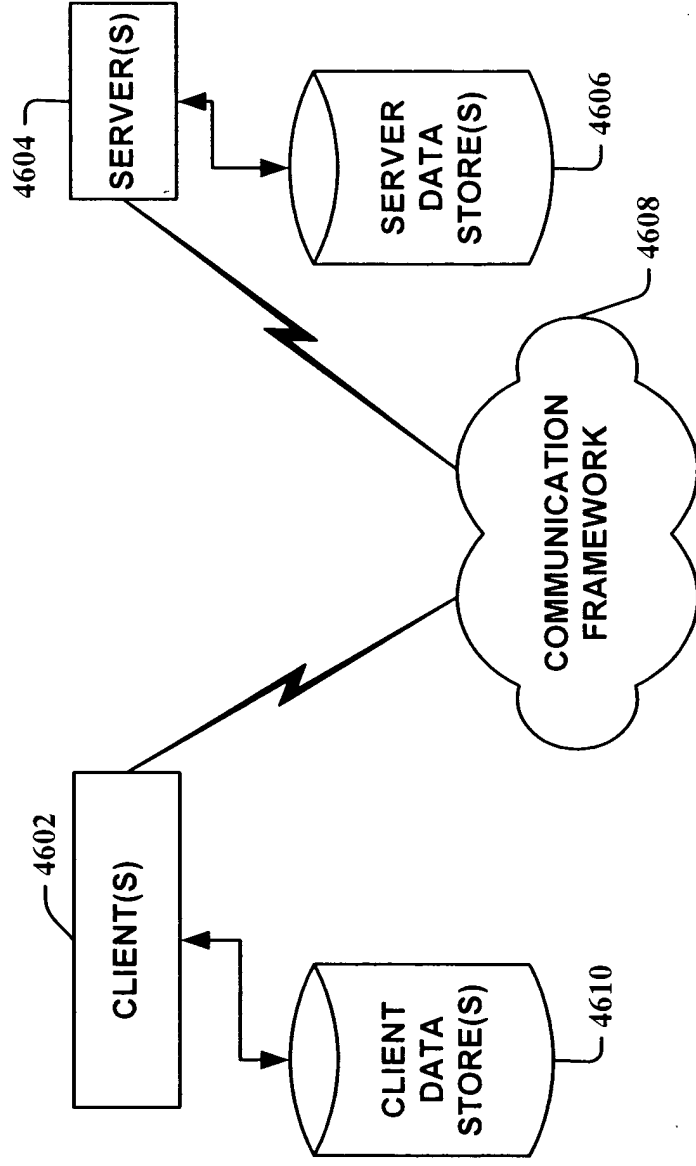 4602
CLIENT(S)
4604
SERVER(S)
CLIENT
DATA
STORE(S)
4610
SERVER
DATA
STORE(S)
4606
COMMUNICATION
FRAMEWORK
4608